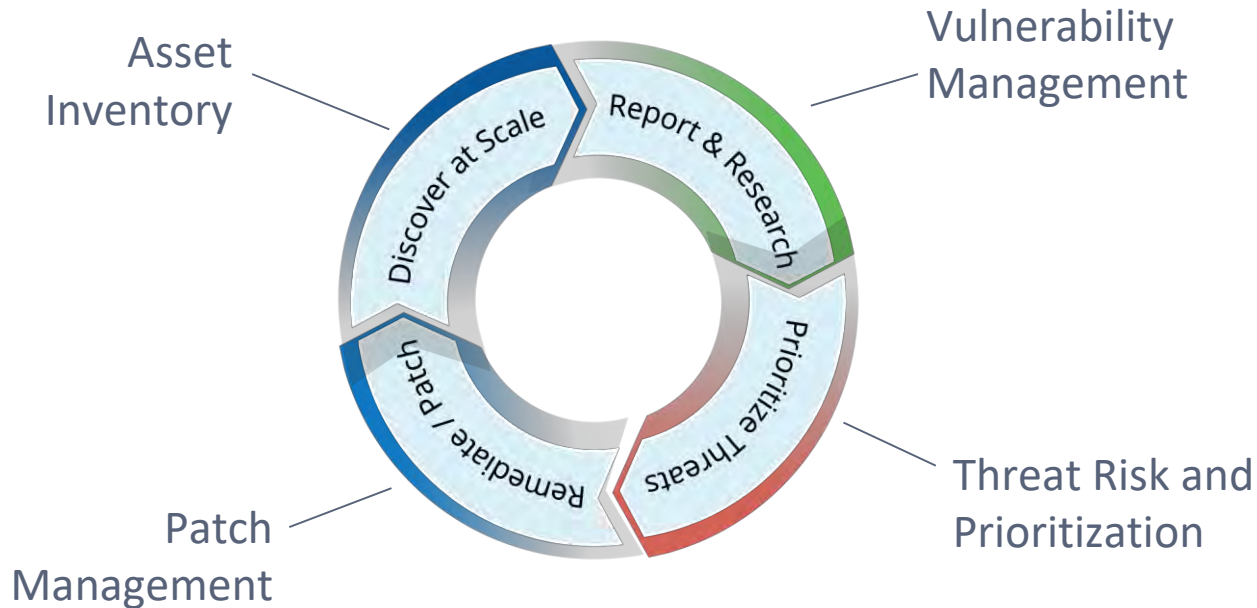 Asset
Inventory
Vulnerability
Management
Discover at Scale
Report & Research
Prioritize Threats
Remediate / Patch
Threat Risk and
Prioritization
Patch
Management